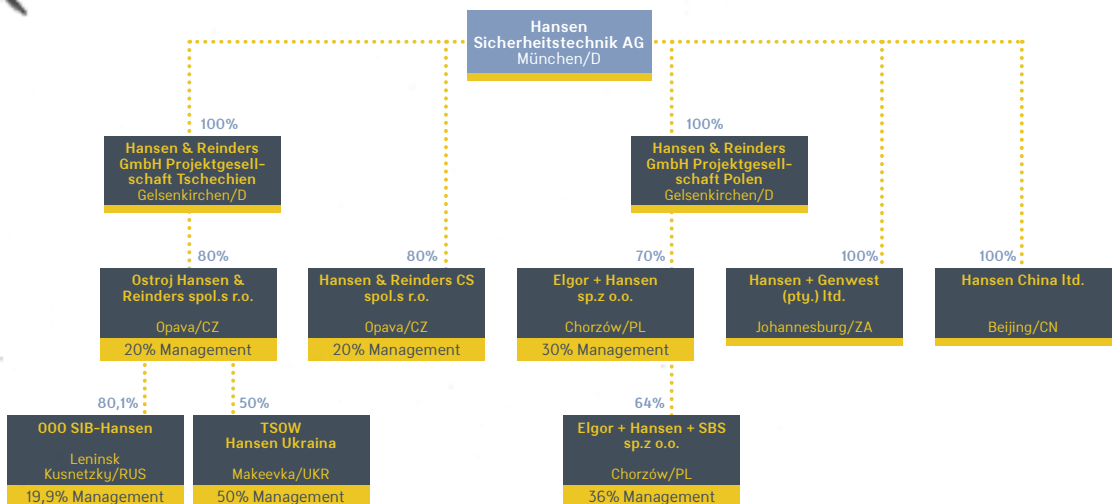 Hansen
Sicherheitstechnik AG
München/D
100%
Hansen & Reinders
GmbH Projektgesell-
schaft Tschechien
Gelsenkirchen/D
100%
Hansen & Reinders
GmbH Projektgesell-
schaft Polen
Gelsenkirchen/D
80%
Ostroj Hansen &
Reinders spol.s r.o.
Opava/CZ
20% Management
80%
Hansen & Reinders CS
spol.s r.o.
Opava/CZ
20% Management
70%
Elgor + Hansen
sp.z o.o.
Chorzów/PL
30% Management
100%
Hansen + Genwest
(pty.) ltd.
Johannesburg/ZA
100%
Hansen China ltd.
Beijing/CN
80,1%
OOO SIB-Hansen
Leninsk
Kusnetzky/RUS
19,9% Management
50%
TSOW
Hansen Ukraina
Makeevka/UKR
50% Management
64%
Elgor + Hansen + SBS
sp.z o.o.
Chorzów/PL
36% Management